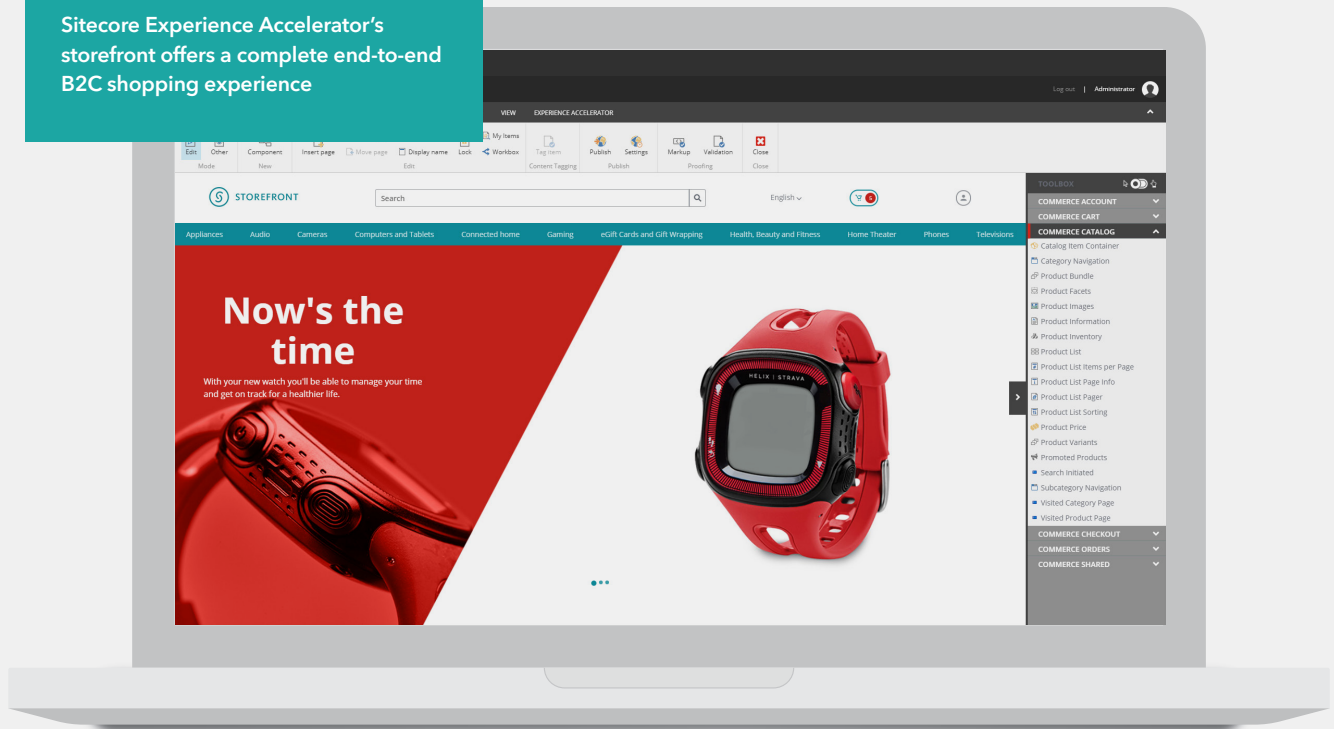 Sitecore Experience Accelerator’s
storefront offers a complete end-to-end
B2C shopping experience
Log out | Administrator
VIEW EXPERIENCE ACCELERATOR
My Items
Edit Other Component Insert page Move page Display name Lock Workbox Tag item Publish Settings Markup Validation Close
Mode New Edit Content Tagging Publish Proofing Close
STOREFRONT Search English
Appliances Audio Cameras Computers and Tablets Connected home Gaming eGift Cards and Gift Wrapping Health, Beauty and Fitness Home Theater Phones Televisions
Now's the
time
With your new watch you'll be able to manage your time
and get on track for a healthier life.
HELIX | STRAVA
TOOLBOX
COMMERCE ACCOUNT
COMMERCE CART
COMMERCE CATALOG
Catalog Item Container
Category Navigation
Product Bundle
Product Facets
Product Images
Product Information
Product Inventory
Product List
Product List Items per Page
Product List Page Info
Product List Pager
Product List Sorting
Product Price
Product Variants
Promoted Products
Search Initiated
Subcategory Navigation
Visited Category Page
Visited Product Page
COMMERCE CHECKOUT
COMMERCE ORDERS
COMMERCE SHARED